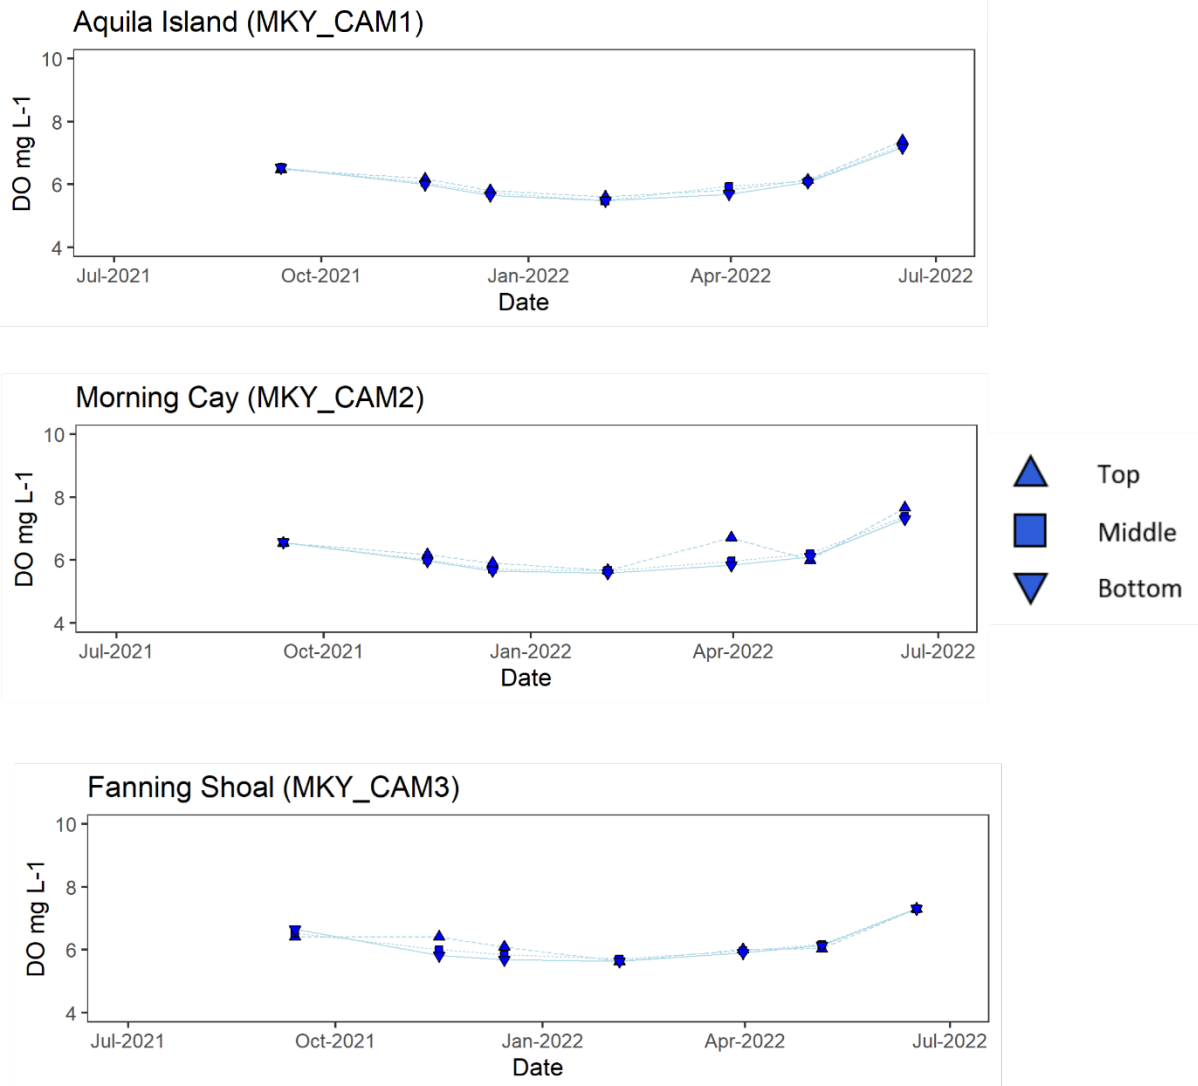 Aquila Island (MKY_CAM1)
10
8
6
4
DO mg L-1
Jul-2021 Oct-2021 Jan-2022 Apr-2022 Jul-2022
Date
Morning Cay (MKY_CAM2)
10
8
6
4
DO mg L-1
Jul-2021 Oct-2021 Jan-2022 Apr-2022 Jul-2022
Date
Top
Middle
Bottom
Fanning Shoal (MKY_CAM3)
10
8
6
4
DO mg L-1
Jul-2021 Oct-2021 Jan-2022 Apr-2022 Jul-2022
Date